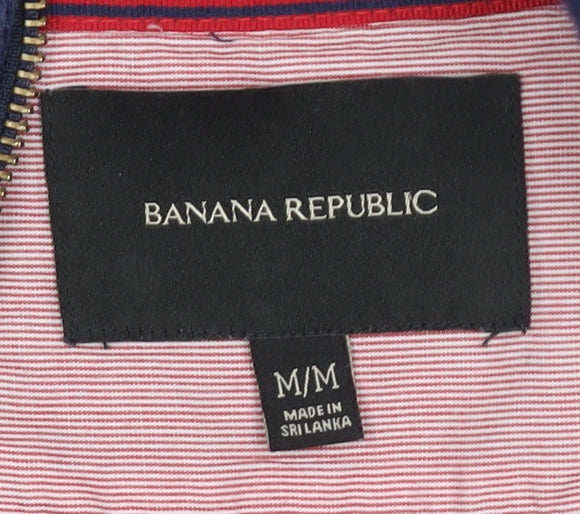 BANANA REPUBLIC
M/M
MADE IN
SRI LANKA